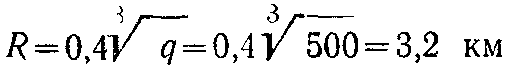 R = 0,4∛q = 0,4∛500 = 3,2 км